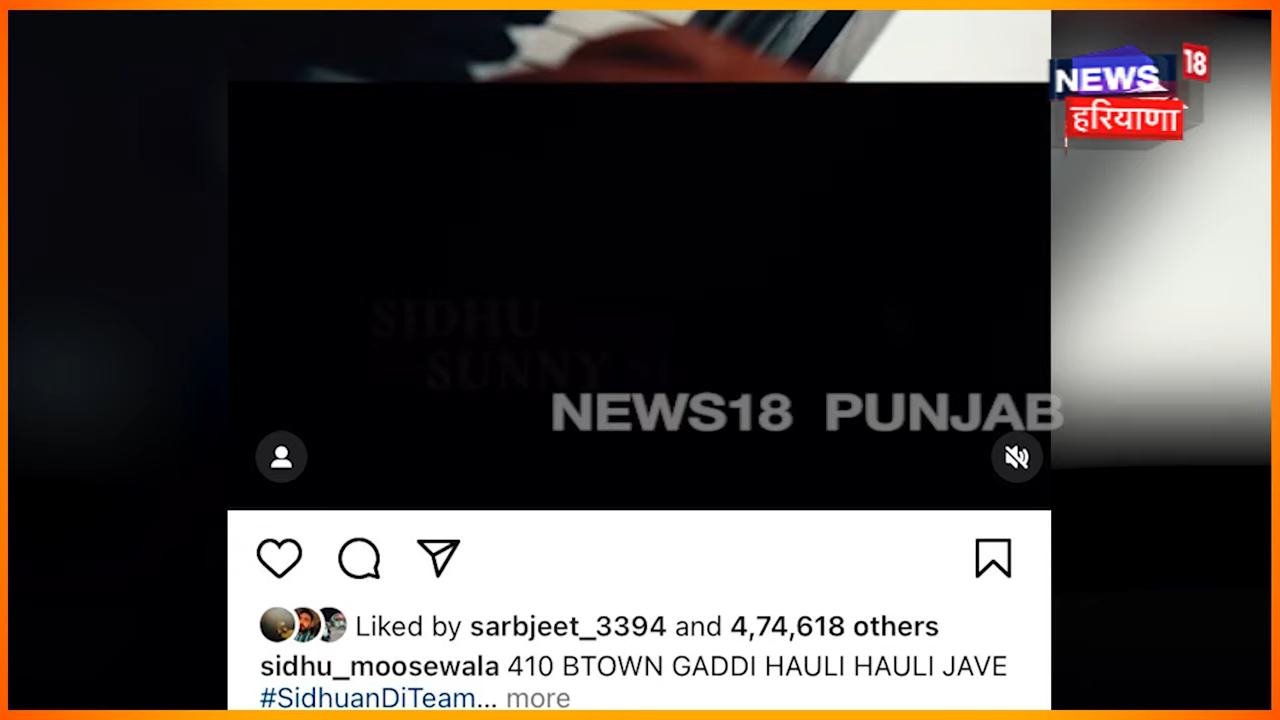 NEWS 18
हरियाणा
SIDHU
SUNNY
NEWS18 PUNJAB
Liked by sarbjeet_3394 and 4,74,618 others
sidhu_moosewala 410 BTOWN GADDI HAULI HAULI JAVE
#SidhuanDiTeam... more